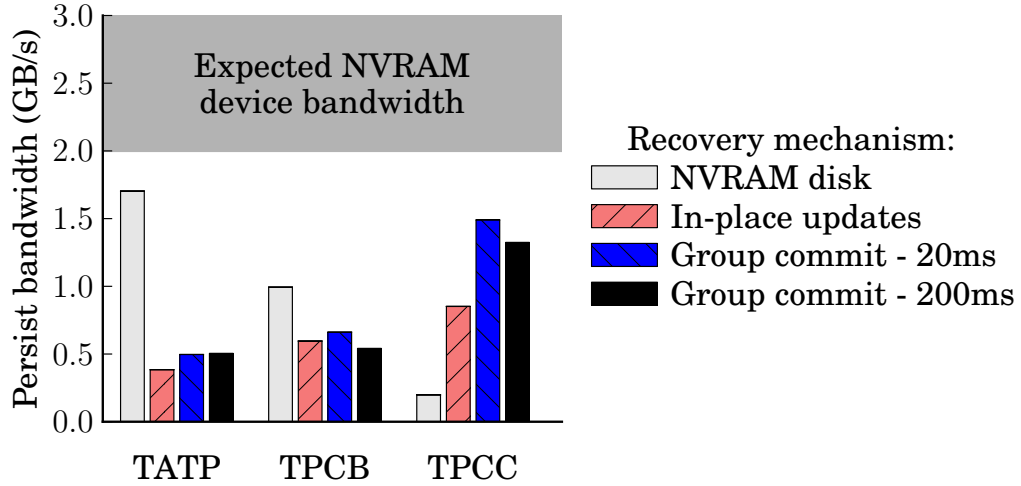 Persist bandwidth (GB/s)
3.0
2.5
2.0
1.5
1.0
0.5
0.0
Expected NVRAM
device bandwidth
TATP
TPCB
TPCC
Recovery mechanism:
NVRAM disk
In-place updates
Group commit - 20ms
Group commit - 200ms